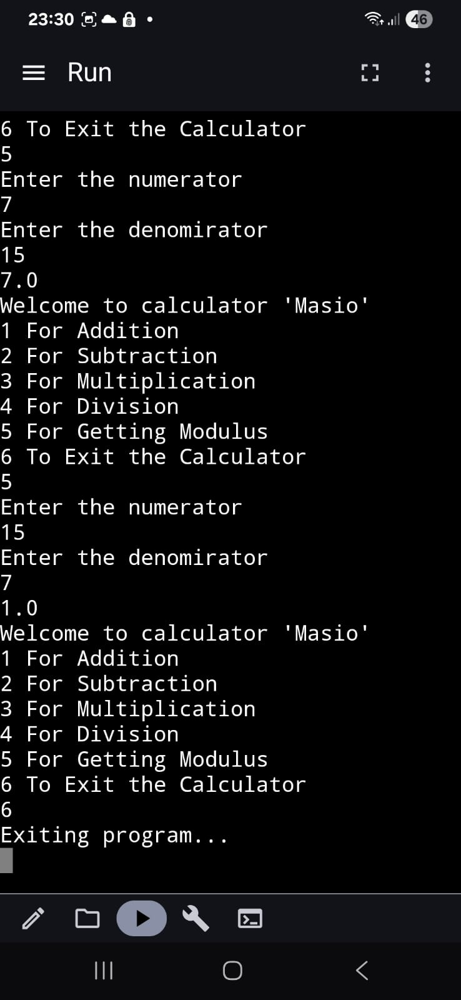 23:30
46
Run
6 To Exit the Calculator
5
Enter the numerator
7
Enter the denomirator
15
7.0
Welcome to calculator 'Masio'
1 For Addition
2 For Subtraction
3 For Multiplication
4 For Division
5 For Getting Modulus
6 To Exit the Calculator
5
Enter the numerator
15
Enter the denomirator
7
1.0
Welcome to calculator 'Masio'
1 For Addition
2 For Subtraction
3 For Multiplication
4 For Division
5 For Getting Modulus
6 To Exit the Calculator
6
Exiting program...